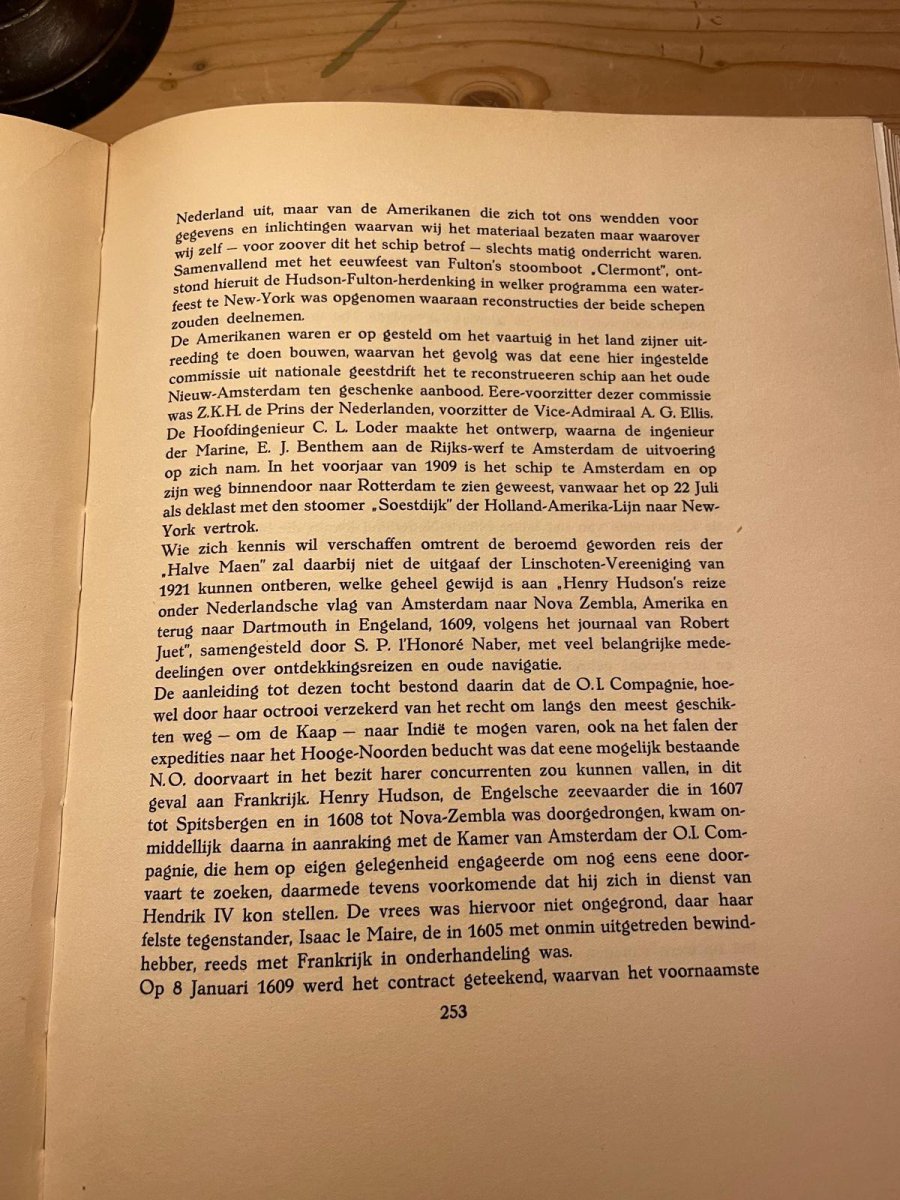 Nederland uit, maar van de Amerikanen die zich tot ons wendden voor
gegevens en inlichtingen waarvan wij het materiaal bezaten maar waarover
wij zelf — voor zoover dit het schip betrof — slechts matig onderricht waren.
Samenvallend met het eeuwfeest van Fulton's stoomboot „Clermont", ont-
stond hieruit de Hudson-Fulton-herdenking in welker programma een water-
feest te New-York was opgenomen waaraan reconstructies der beide schepen
zouden deelnemen.
De Amerikanen waren er op gesteld om het vaartuig in het land zijner uit-
reeding te doen bouwen, waarvan het gevolg was dat eene hier ingestelde
commissie uit nationale geestdrift het te reconstrueeren schip aan het oude
Nieuw-Amsterdam ten geschenke aanbood. Eere-voorzitter dezer commissie
was Z.K.H. de Prins der Nederlanden, voorzitter de Vice-Admiraal A. G. Ellis.
De Hoofdingenieur C. L. Loder maakte het ontwerp, waarna de ingenieur
der Marine, E. J. Benthem aan de Rijks-werf te Amsterdam de uitvoering
op zich nam. In het voorjaar van 1909 is het schip te Amsterdam en op
zijn weg binnendoor naar Rotterdam te zien geweest, vanwaar het op 22 Juli
als deklast met den stoomer „Soestdijk" der Holland-Amerika-Lijn naar New-
York vertrok.
Wie zich kennis wil verschaffen omtrent de beroemd geworden reis der
„Halve Maen" zal daarbij niet de uitgaaf der Linschoten-Vereeniging van
1921 kunnen ontberen, welke geheel gewijd is aan „Henry Hudson's reize
onder Nederlandsche vlag van Amsterdam naar Nova Zembla, Amerika en
terug naar Dartmouth in Engeland, 1609, volgens het journaal van Robert
Juet", samengesteld door S. P. l'Honoré Naber, met veel belangrijke mede-
deelingen over ontdekkingsreizen en oude navigatie.
De aanleiding tot dezen tocht bestond daarin dat de O.I. Compagnie, hoe-
wel door haar octrooi verzekerd van het recht om langs den meest geschik-
ten weg — om de Kaap — naar Indië te mogen varen, ook na het falen der
expedities naar het Hooge-Noorden beducht was dat eene mogelijk bestaande
N.O. doorvaart in het bezit harer concurrenten zou kunnen vallen, in dit
geval aan Frankrijk. Henry Hudson, de Engelsche zeevaarder die in 1607
tot Spitsbergen en in 1608 tot Nova-Zembla was doorgedrongen, kwam on-
middellijk daarna in aanraking met de Kamer van Amsterdam der O.I. Com-
pagnie, die hem op eigen gelegenheid engageerde om nog eens eene door-
vaart te zoeken, daarmede tevens voorkomende dat hij zich in dienst van
Hendrik IV kon stellen. De vrees was hiervoor niet ongegrond, daar haar
felste tegenstander, Isaac le Maire, de in 1605 met onmin uitgetreden bewind-
hebber, reeds met Frankrijk in onderhandeling was.
Op 8 Januari 1609 werd het contract geteekend, waarvan het voornaamste
253